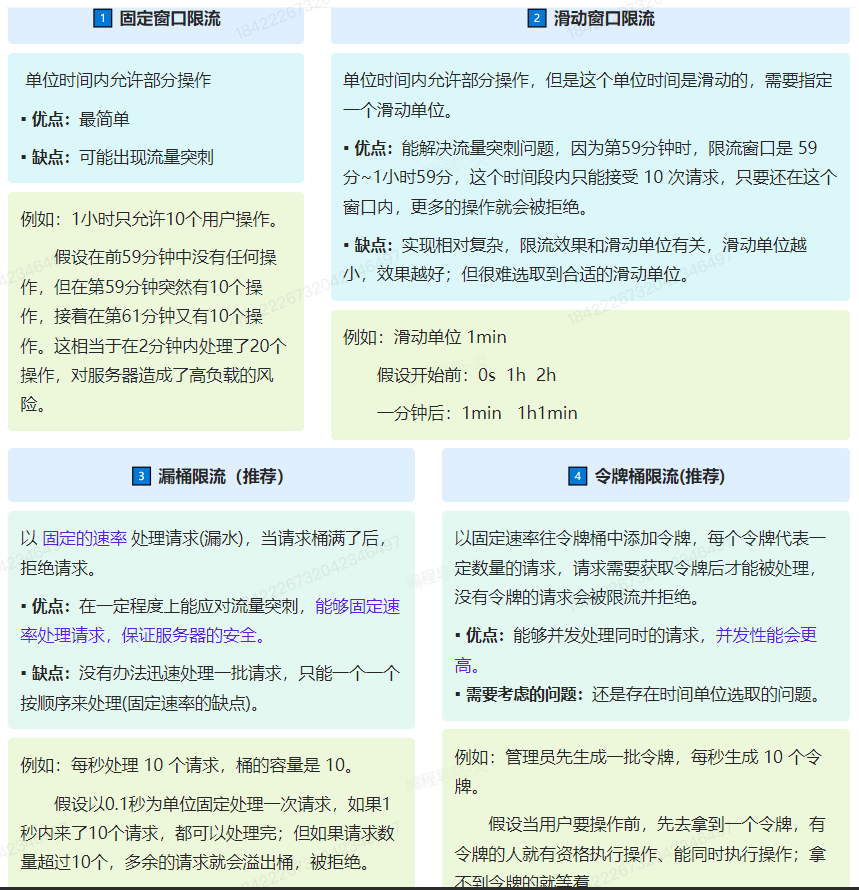 1 固定窗口限流
单位时间内允许部分操作
▪ 优点：最简单
▪ 缺点：可能出现流量突刺
例如：1小时只允许10个用户操作。
假设在前59分钟中没有任何操
作，但在第59分钟突然有10个操
作，接着在第61分钟又有10个操
作。这相当于在2分钟内处理了20个
操作，对服务器造成了高负载的风
险。
2 滑动窗口限流
单位时间内允许部分操作，但是这个单位时间是滑动的，需要指定
一个滑动单位。
▪ 优点：能解决流量突刺问题，因为第59分钟时，限流窗口是 59
分~1小时59分，这个时间段内只能接受 10 次请求，只要还在这个
窗口内，更多的操作就会被拒绝。
▪ 缺点：实现相对复杂，限流效果和滑动单位有关，滑动单位越
小，效果越好；但很难选取到合适的滑动单位。
例如：滑动单位 1min
假设开始前：0s 1h 2h
一分钟后：1min 1h1min
3 漏桶限流（推荐）
以 固定的速率 处理请求(漏水)，当请求桶满了后，
拒绝请求。
▪ 优点：在一定程度上能应对流量突刺，能够固定速
率处理请求，保证服务器的安全。
▪ 缺点：没有办法迅速处理一批请求，只能一个一个
按顺序来处理(固定速率的缺点)。
例如：每秒处理 10 个请求，桶的容量是 10。
假设以0.1秒为单位固定处理一次请求，如果1
秒内来了10个请求，都可以处理完；但如果请求数
量超过10个，多余的请求就会溢出桶，被拒绝。
4 令牌桶限流(推荐)
以固定速率往令牌桶中添加令牌，每个令牌代表一
定数量的请求，请求需要获取令牌后才能被处理，
没有令牌的请求会被限流并拒绝。
▪ 优点：能够并发处理同时的请求，并发性能会更
高。
▪ 需要考虑的问题：还是存在时间单位选取的问题。
例如：管理员先生成一批令牌，每秒生成 10 个令
牌。
假设当用户要操作前，先去拿到一个令牌，有
令牌的人就有资格执行操作、能同时执行操作；拿
不到令牌的就等着